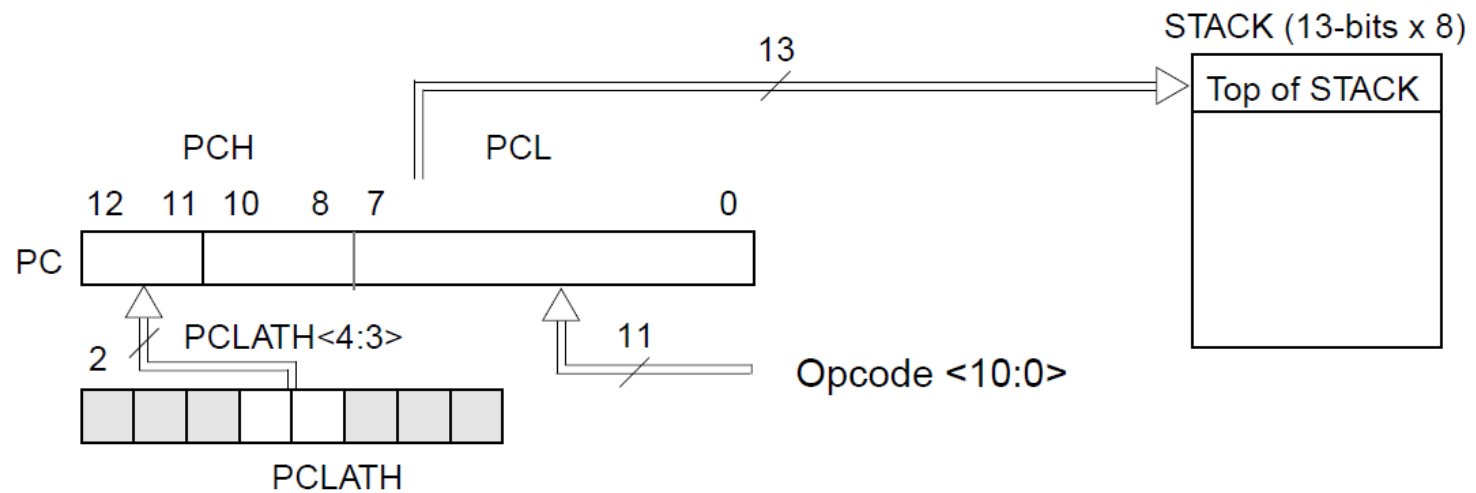 STACK (13-bits x 8)
13
Top of STACK
PCH PCL
12 11 10 8 7 0
PC
2 PCLATH<4:3> 11
Opcode <10:0>
PCLATH